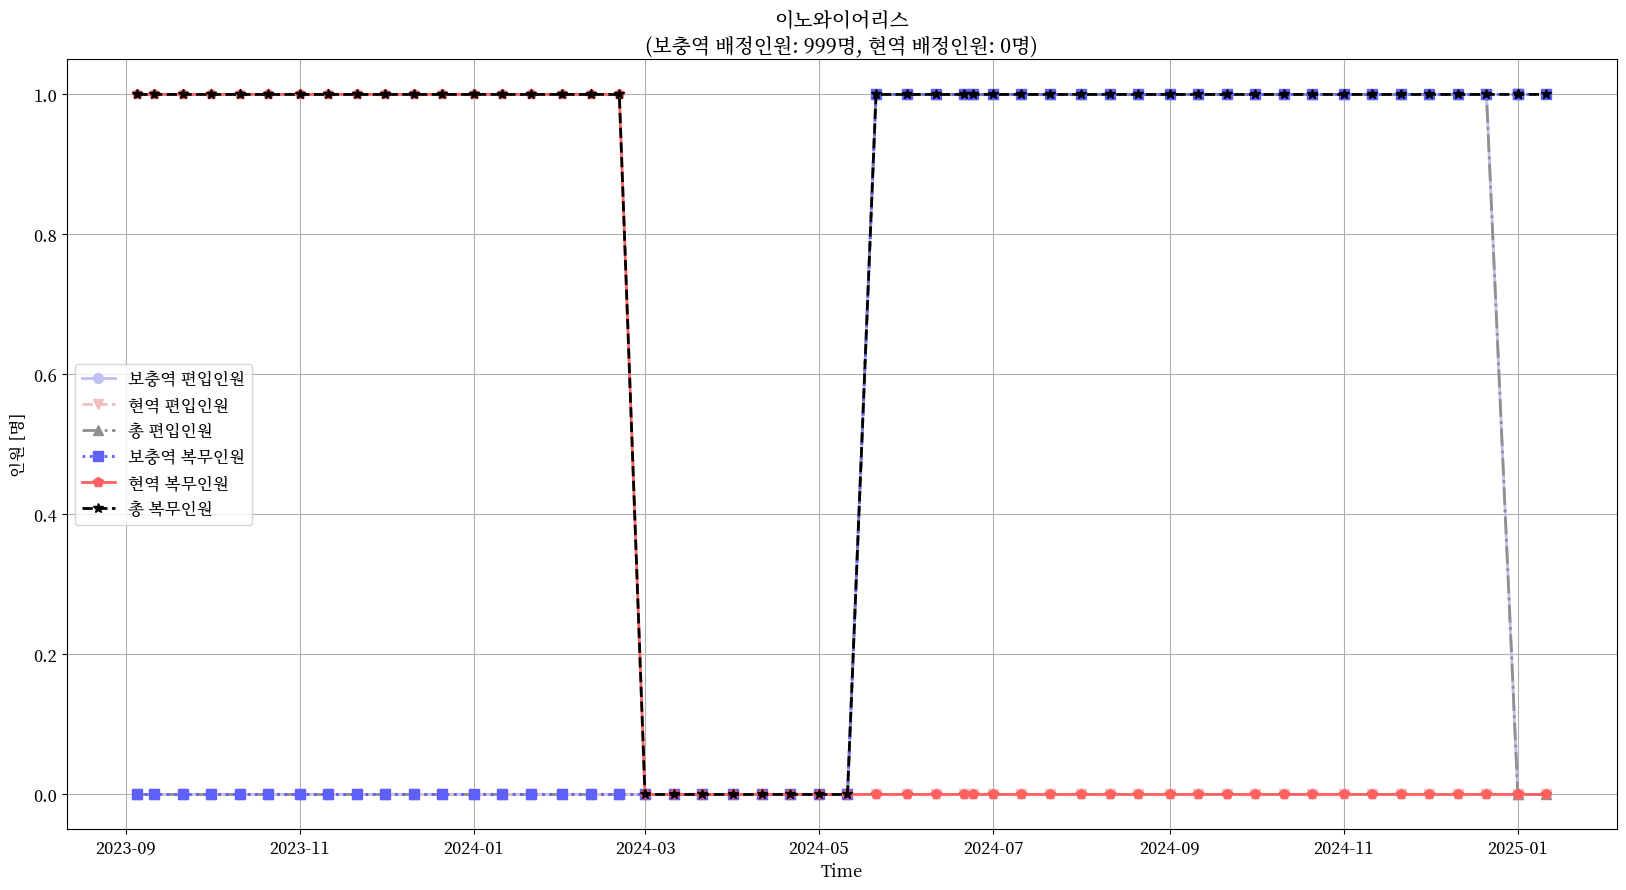 이노와이어리스
(보충역 배정인원: 999명, 현역 배정인원: 0명)
1.0
0.8
0.6
0.4
0.2
0.0
인원 [명]
보충역 편입인원
현역 편입인원
총 편입인원
보충역 복무인원
현역 복무인원
총 복무인원
2023-09
2023-11
2024-01
2024-03
2024-05
2024-07
2024-09
2024-11
2025-01
Time